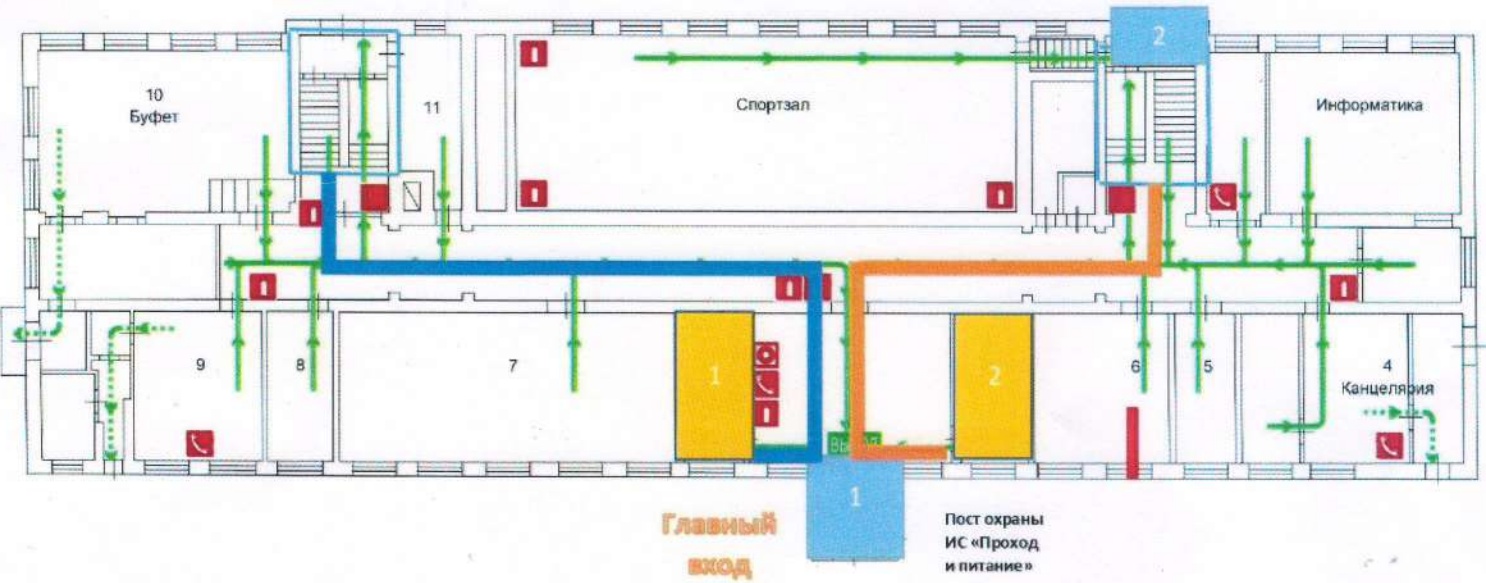 2
10
Буфет
11
Спортзал
Информатика
9
8
7
1
2
6
5
4
Канцелярия
ВЫХОД
1
Главный
вход
Пост охраны
ИС «Проход
и питание»